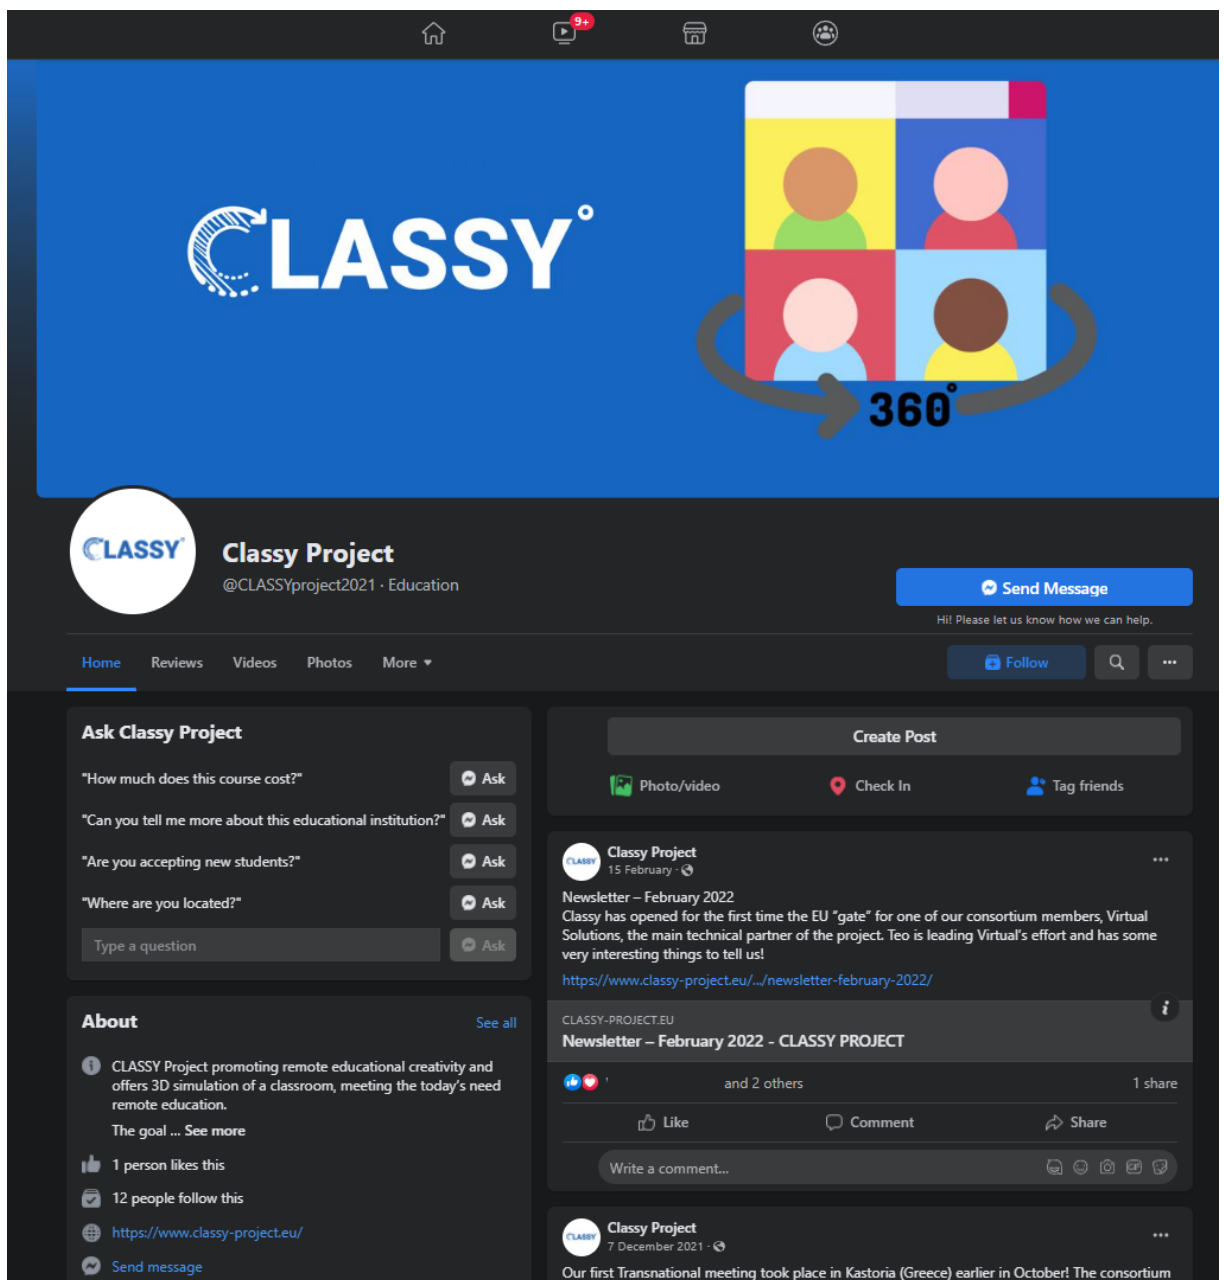 9+
CLASSY°
360°
CLASSY°
Classy Project
@CLASSYproject2021 · Education
Send Message
Hi! Please let us know how we can help.
Home Reviews Videos Photos More
Follow
Ask Classy Project
"How much does this course cost?" Ask
"Can you tell me more about this educational institution?" Ask
"Are you accepting new students?" Ask
"Where are you located?" Ask
Type a question Ask
About See all
CLASSY Project promoting remote educational creativity and
offers 3D simulation of a classroom, meeting the today's need
remote education.
The goal ... See more
1 person likes this
12 people follow this
https://www.classy-project.eu/
Send message
Create Post
Photo/video Check In Tag friends
CLASSY
Classy Project
15 February ·
Newsletter – February 2022
Classy has opened for the first time the EU "gate" for one of our consortium members, Virtual
Solutions, the main technical partner of the project. Teo is leading Virtual's effort and has some
very interesting things to tell us!
https://www.classy-project.eu/.../newsletter-february-2022/
CLASSY-PROJECT.EU
Newsletter – February 2022 - CLASSY PROJECT
and 2 others 1 share
Like Comment Share
Write a comment...
GIF
CLASSY
Classy Project
7 December 2021 ·
Our first Transnational meeting took place in Kastoria (Greece) earlier in October! The consortium